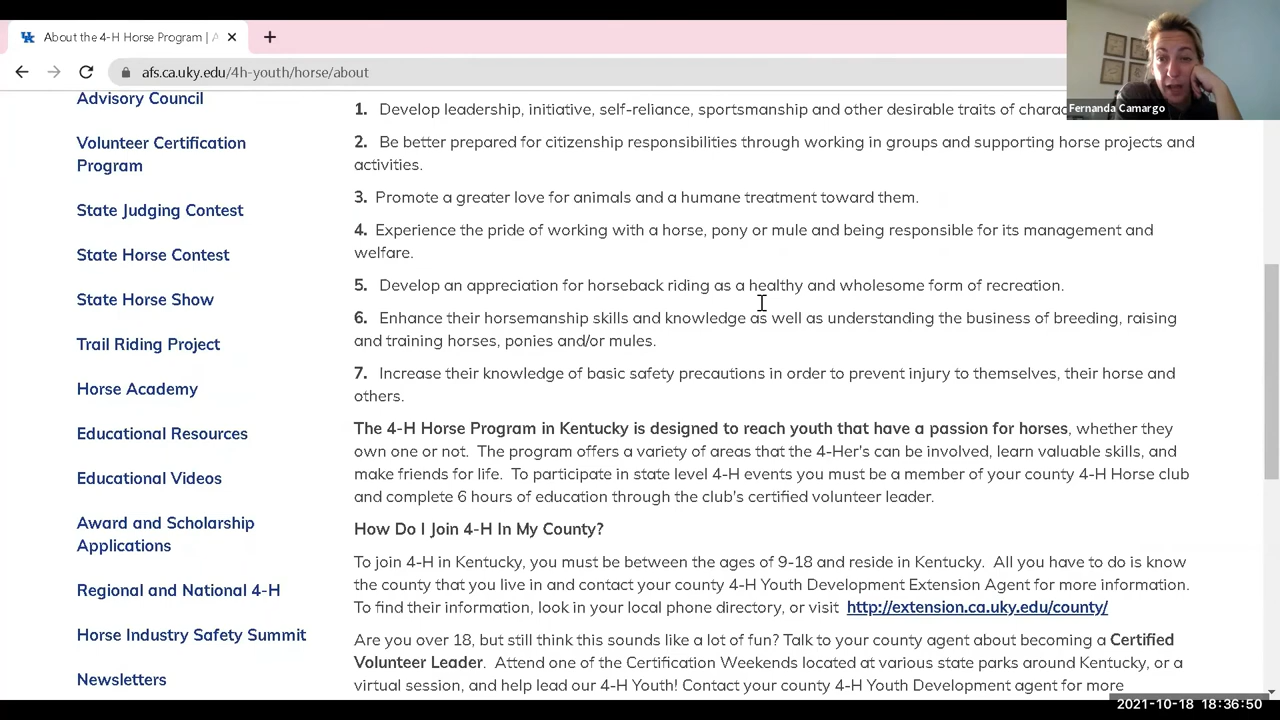 About the 4-H Horse Program | A
afs.ca.uky.edu/4h-youth/horse/about
Fernanda Camargo
Advisory Council
Volunteer Certification
Program
State Judging Contest
State Horse Contest
State Horse Show
Trail Riding Project
Horse Academy
Educational Resources
Educational Videos
Award and Scholarship
Applications
Regional and National 4-H
Horse Industry Safety Summit
Newsletters
1. Develop leadership, initiative, self-reliance, sportsmanship and other desirable traits of
2. Be better prepared for citizenship responsibilities through working in groups and supporting horse projects and
activities.
3. Promote a greater love for animals and a humane treatment toward them.
4. Experience the pride of working with a horse, pony or mule and being responsible for its management and
welfare.
5. Develop an appreciation for horseback riding as a healthy and wholesome form of recreation.
6. Enhance their horsemanship skills and knowledge as well as understanding the business of breeding, raising
and training horses, ponies and/or mules.
7. Increase their knowledge of basic safety precautions in order to prevent injury to themselves, their horse and
others.
The 4-H Horse Program in Kentucky is designed to reach youth that have a passion for horses, whether they
own one or not. The program offers a variety of areas that the 4-Her's can be involved, learn valuable skills, and
make friends for life. To participate in state level 4-H events you must be a member of your county 4-H Horse club
and complete 6 hours of education through the club's certified volunteer leader.
How Do I Join 4-H In My County?
To join 4-H in Kentucky, you must be between the ages of 9-18 and reside in Kentucky. All you have to do is know
the county that you live in and contact your county 4-H Youth Development Extension Agent for more information.
To find their information, look in your local phone directory, or visit http://extension.ca.uky.edu/county/
Are you over 18, but still think this sounds like a lot of fun? Talk to your county agent about becoming a Certified
Volunteer Leader. Attend one of the Certification Weekends located at various state parks around Kentucky, or a
virtual session, and help lead our 4-H Youth! Contact your county 4-H Youth Development agent for more
2021-10-18 18:36:50